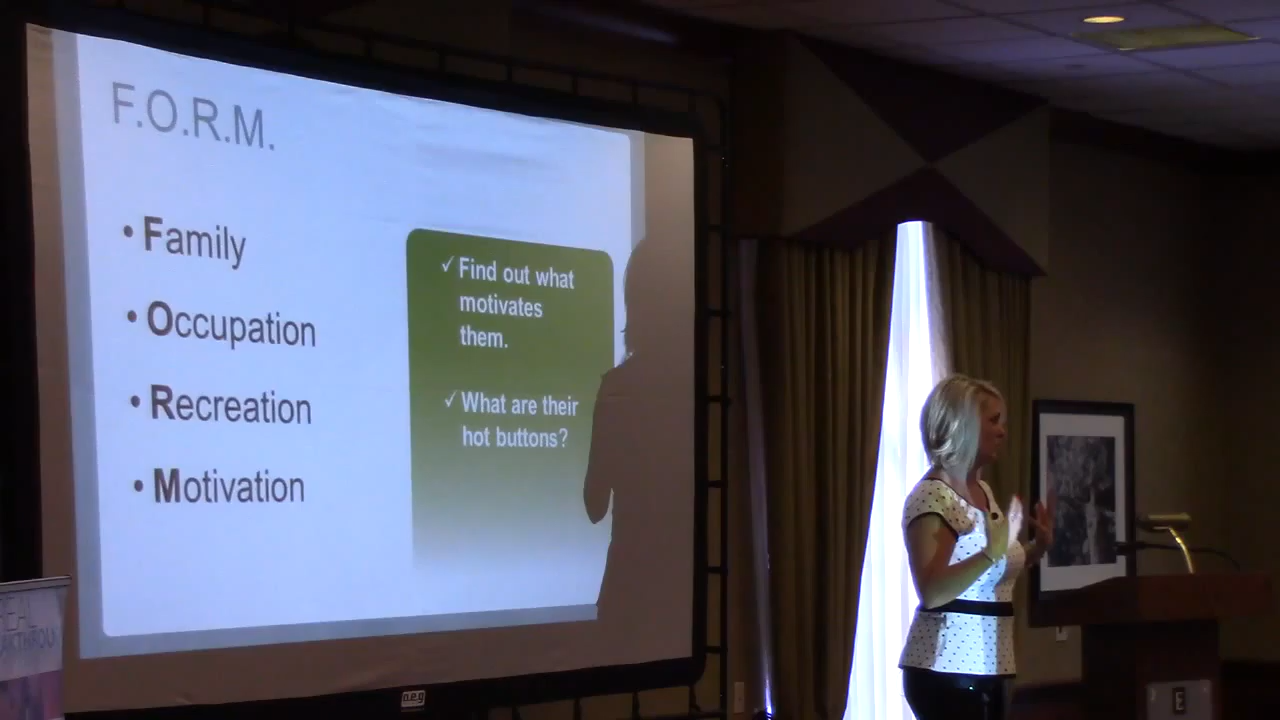 F.O.R.M.
• Family
• Occupation
• Recreation
• Motivation
✓ Find out what
motivates
them.
✓ What are their
hot buttons?
a.e.g
E